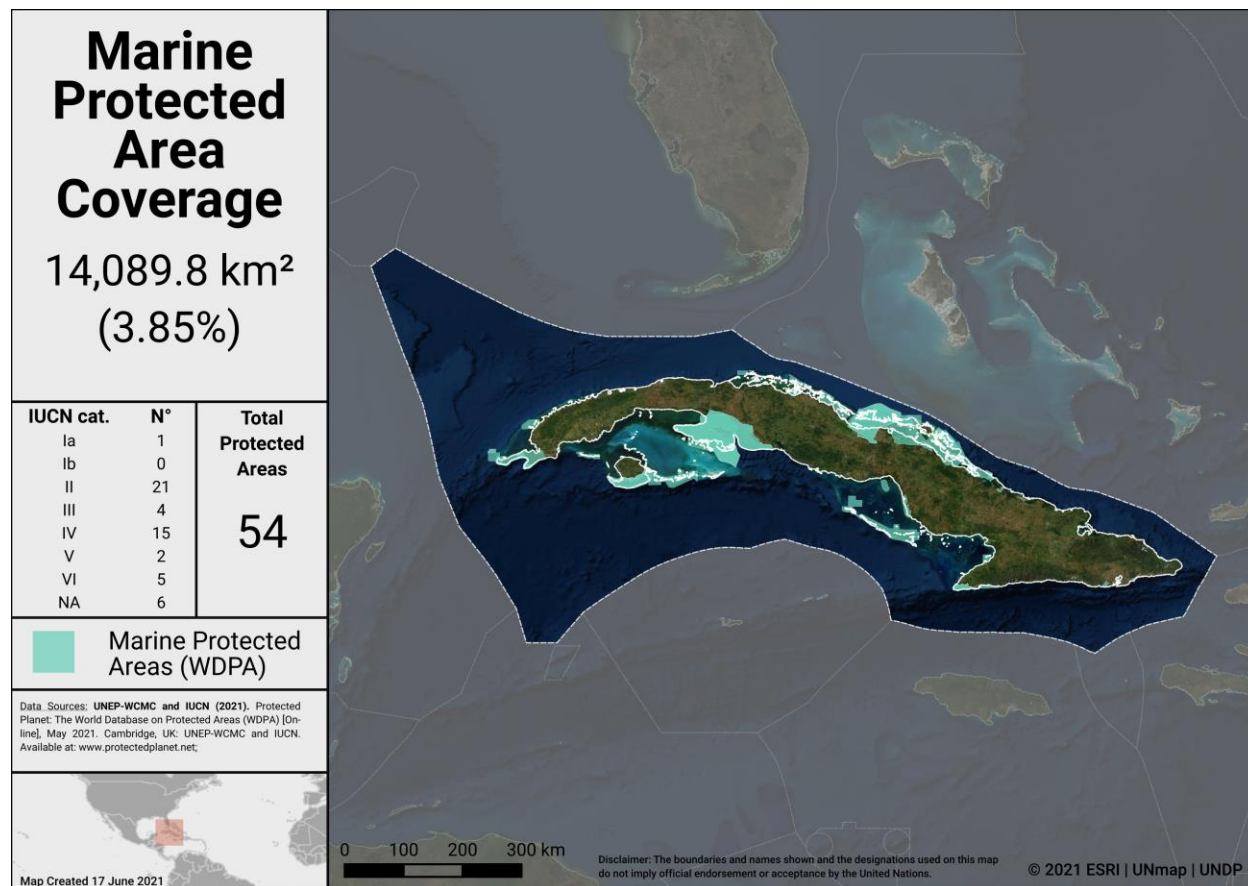 Marine
Protected
Area
Coverage
14,089.8 km²
(3.85%)
IUCN cat. N°
Ia 1
Ib 0
II 21
III 4
IV 15
V 2
VI 5
NA 6
Total
Protected
Areas
54
Marine Protected
Areas (WDPA)
Data Sources: UNEP-WCMC and IUCN (2021). Protected
Planet: The World Database on Protected Areas (WDPA) [On-
line], May 2021. Cambridge, UK: UNEP-WCMC and IUCN.
Available at: www.protectedplanet.net;
Map Created 17 June 2021
0 100 200 300 km
Disclaimer: The boundaries and names shown and the designations used on this map
do not imply official endorsement or acceptance by the United Nations.
© 2021 ESRI | UNmap | UNDP